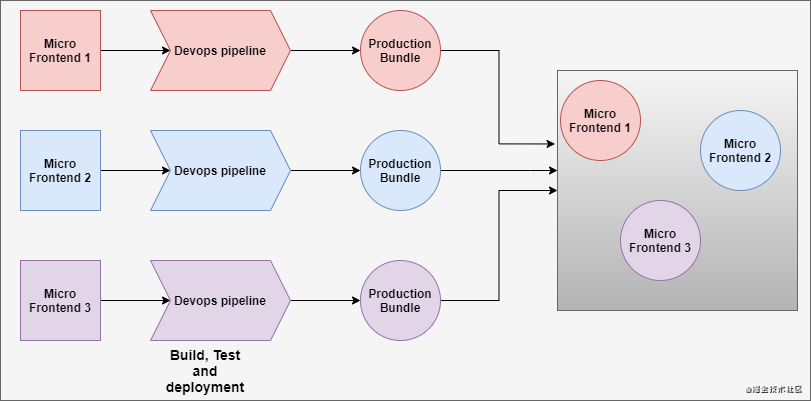 Micro
Frontend 1
Devops pipeline
Production
Bundle
Micro
Frontend 2
Devops pipeline
Production
Bundle
Micro
Frontend 3
Devops pipeline
Production
Bundle
Build, Test
and
deployment
Micro
Frontend 1
Micro
Frontend 2
Micro
Frontend 3
@掘金技术社区